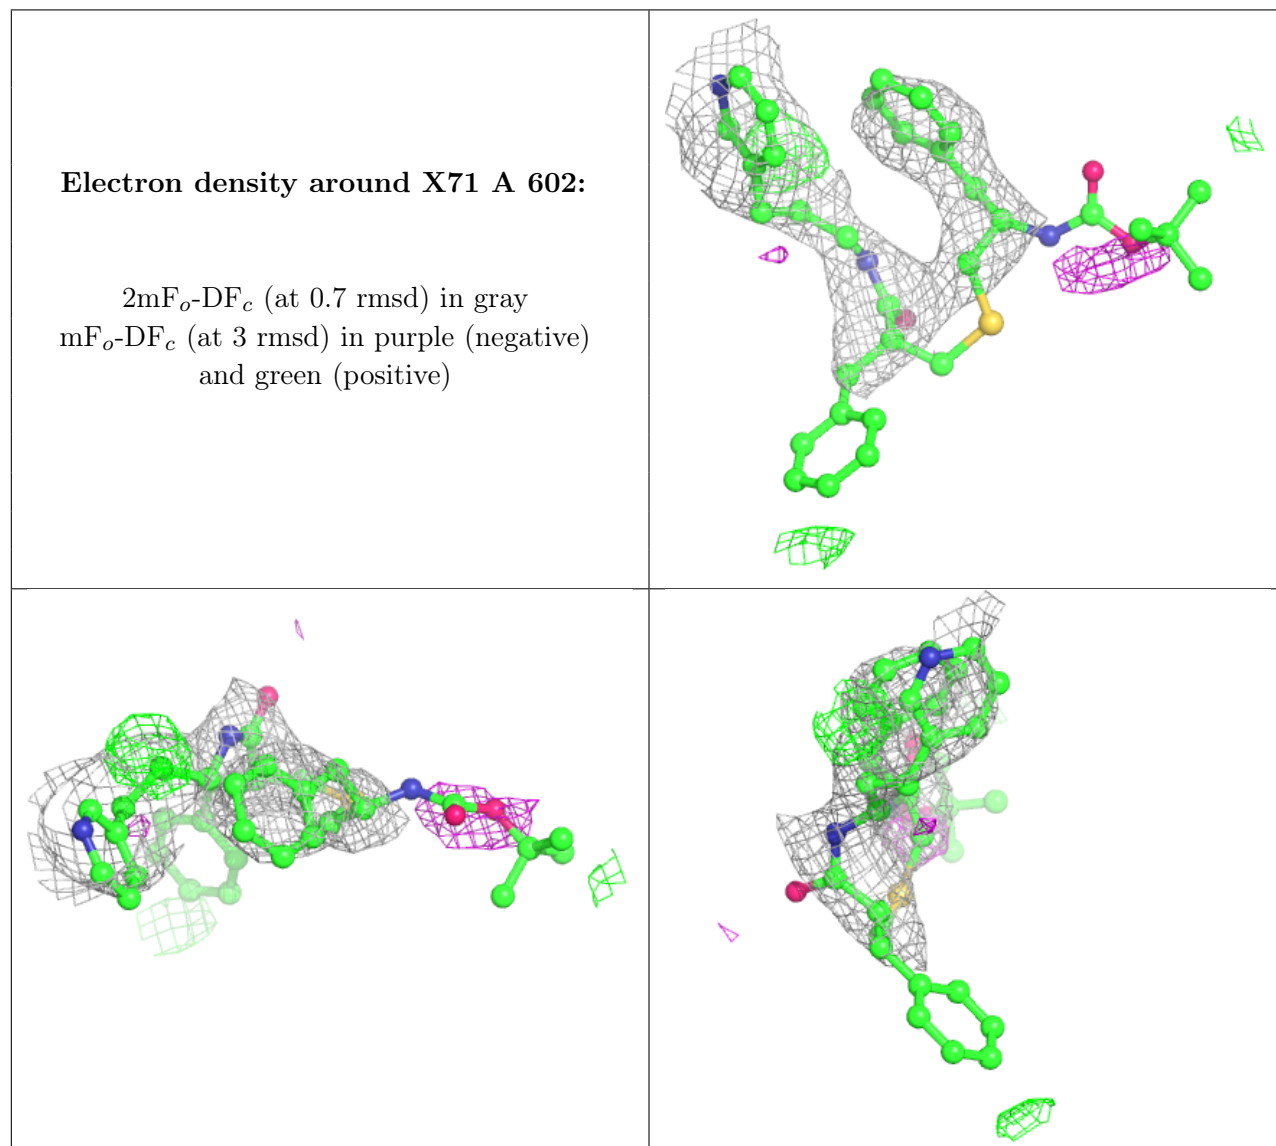 Electron density around X71 A 602:
2mFo-DFc (at 0.7 rmsd) in gray
mFo-DFc (at 3 rmsd) in purple (negative)
and green (positive)